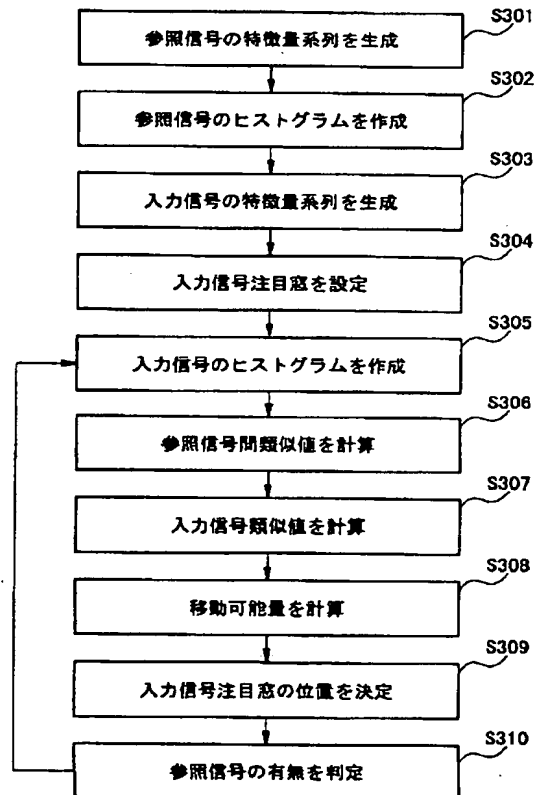 S301
参照信号の特徴量系列を生成
S302
参照信号のヒストグラムを作成
S303
入力信号の特徴量系列を生成
S304
入力信号注目窓を設定
S305
入力信号のヒストグラムを作成
S306
参照信号間類似値を計算
S307
入力信号類似値を計算
S308
移動可能量を計算
S309
入力信号注目窓の位置を決定
S310
参照信号の有無を判定